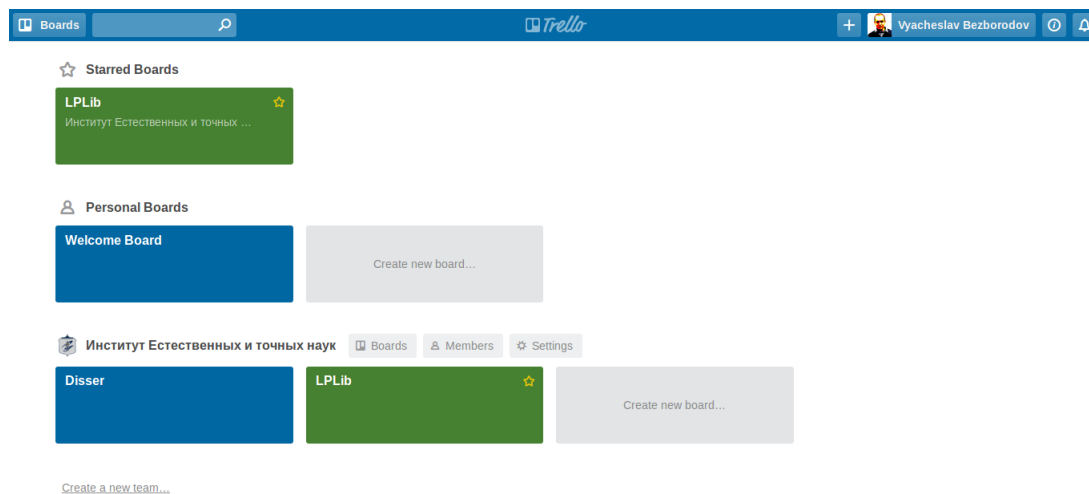 Boards
Trello
Vyacheslav Bezborodov
Starred Boards
LPLib
Институт Естественных и точных ...
Personal Boards
Welcome Board
Create new board…
Институт Естественных и точных наук
Boards
Members
Settings
Disser
LPLib
Create new board…
Create a new team…